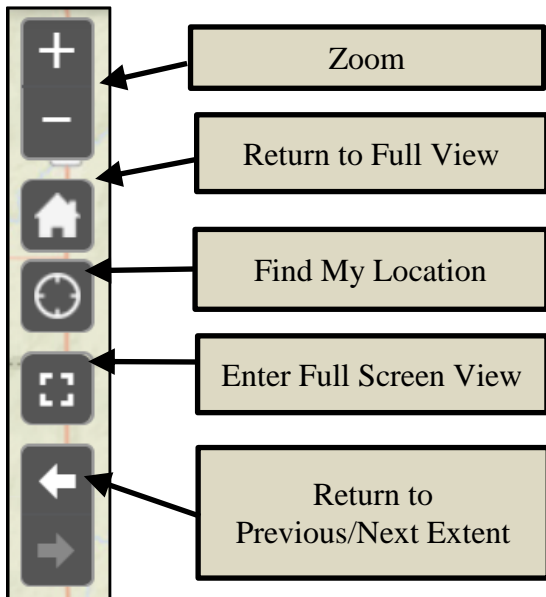 Zoom
Return to Full View
Find My Location
Enter Full Screen View
Return to
Previous/Next Extent